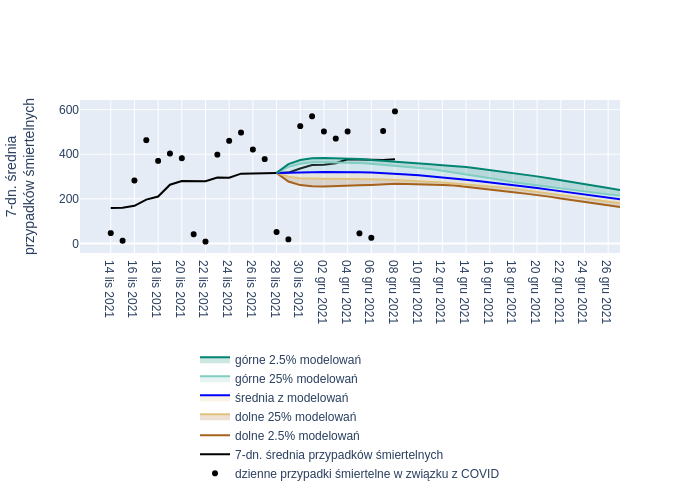 7-dn. średnia
przypadków śmiertelnych
600
400
200
0
14 lis 2021
16 lis 2021
18 lis 2021
20 lis 2021
22 lis 2021
24 lis 2021
26 lis 2021
28 lis 2021
30 lis 2021
02 gru 2021
04 gru 2021
06 gru 2021
08 gru 2021
10 gru 2021
12 gru 2021
14 gru 2021
16 gru 2021
18 gru 2021
20 gru 2021
22 gru 2021
24 gru 2021
26 gru 2021
górne 2.5% modelowań
górne 25% modelowań
średnia z modelowań
dolne 25% modelowań
dolne 2.5% modelowań
7-dn. średnia przypadków śmiertelnych
dzienne przypadki śmiertelne w związku z COVID